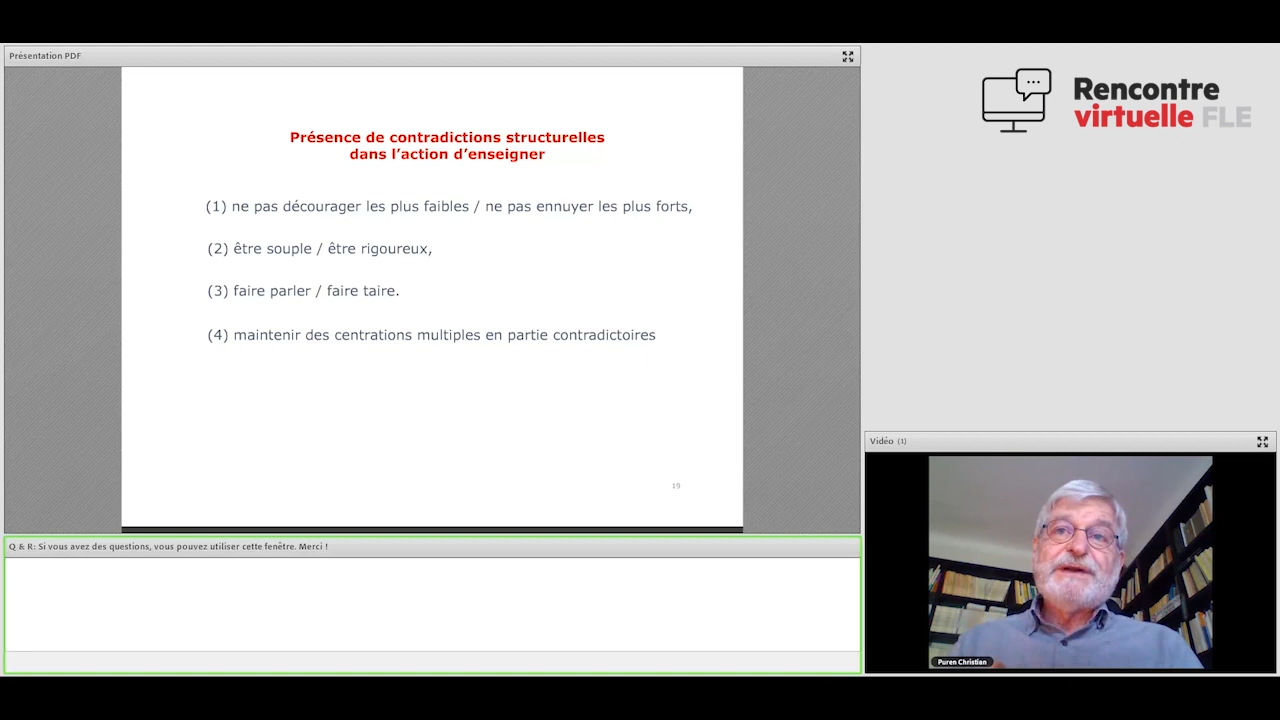 Présentation PDF
Rencontre
virtuelle FLE
Présence de contradictions structurelles
dans l’action d’enseigner
(1) ne pas décourager les plus faibles / ne pas ennuyer les plus forts,
(2) être souple / être rigoureux,
(3) faire parler / faire taire.
(4) maintenir des centrations multiples en partie contradictoires
19
Vidéo (1)
Puren Christian
Q & R: Si vous avez des questions, vous pouvez utiliser cette fenêtre. Merci !